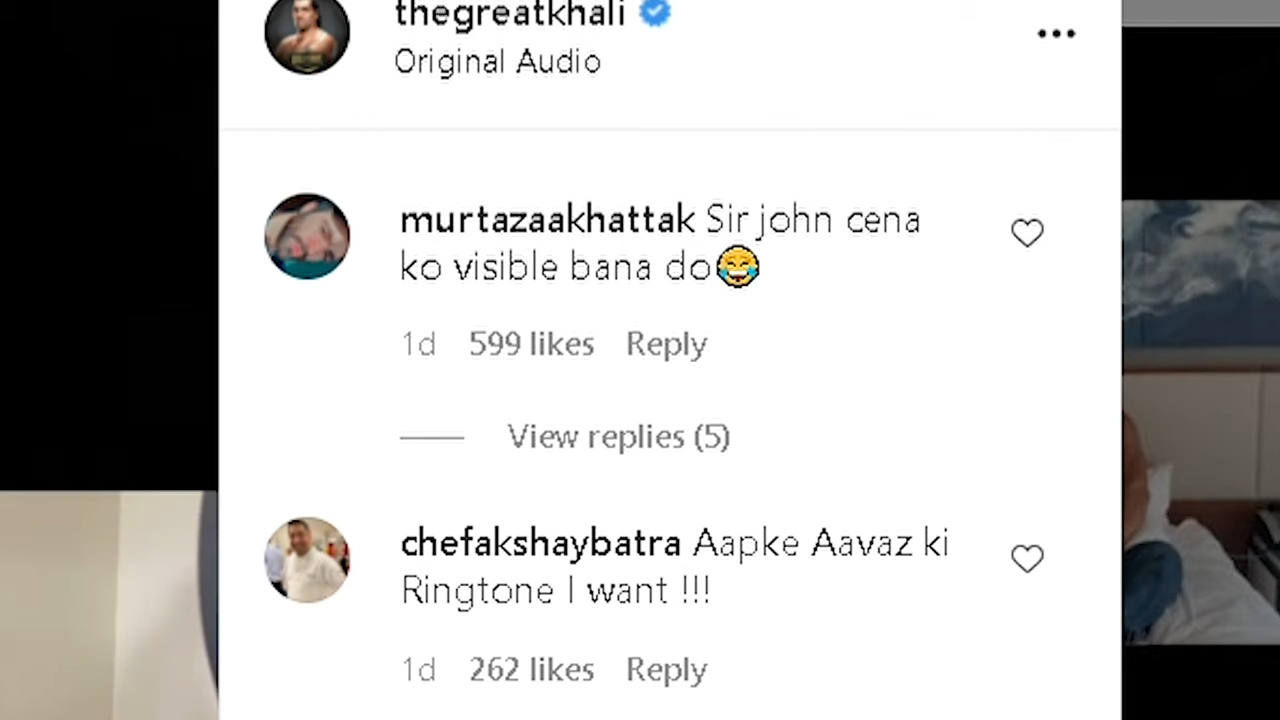 thegreatkhali
Original Audio
murtazaakhattak Sir john cena
ko visible bana do😂
1d 599 likes Reply
View replies (5)
chefakshaybatra Aapke Aavaz ki
Ringtone I want !!!
1d 262 likes Reply